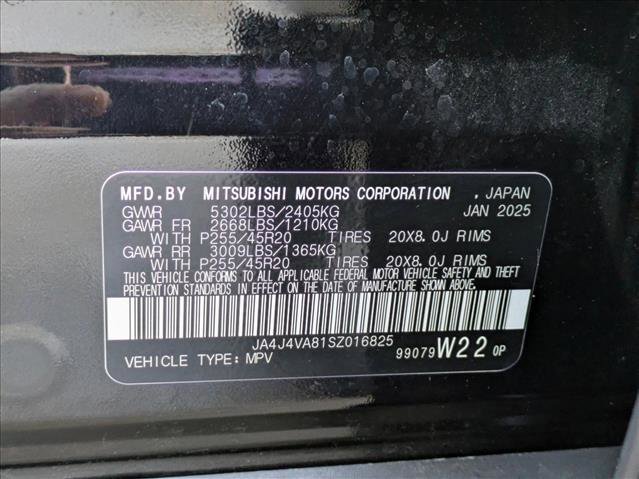 MFD.BY MITSUBISHI MOTORS CORPORATION , JAPAN
GWWR 5302LBS/2405KG JAN 2025
GAWR FR 2668LBS/1210KG
WITH P255/45R20 TIRES 20X8.0J RIMS
GAWR RR 3009LBS/1365KG
WITH P255/45R20 TIRES 20X8.0J RIMS
THIS VEHICLE CONFORMS TO ALL APPLICABLE FEDERAL MOTOR VEHICLE SAFETY AND THEFT
PREVENTION STANDARDS IN EFFECT ON THE DATE OF MANUFACTURE SHOWN ABOVE.
JA4J4VA81SZ016825
VEHICLE TYPE: MPV 99079 W22 0P